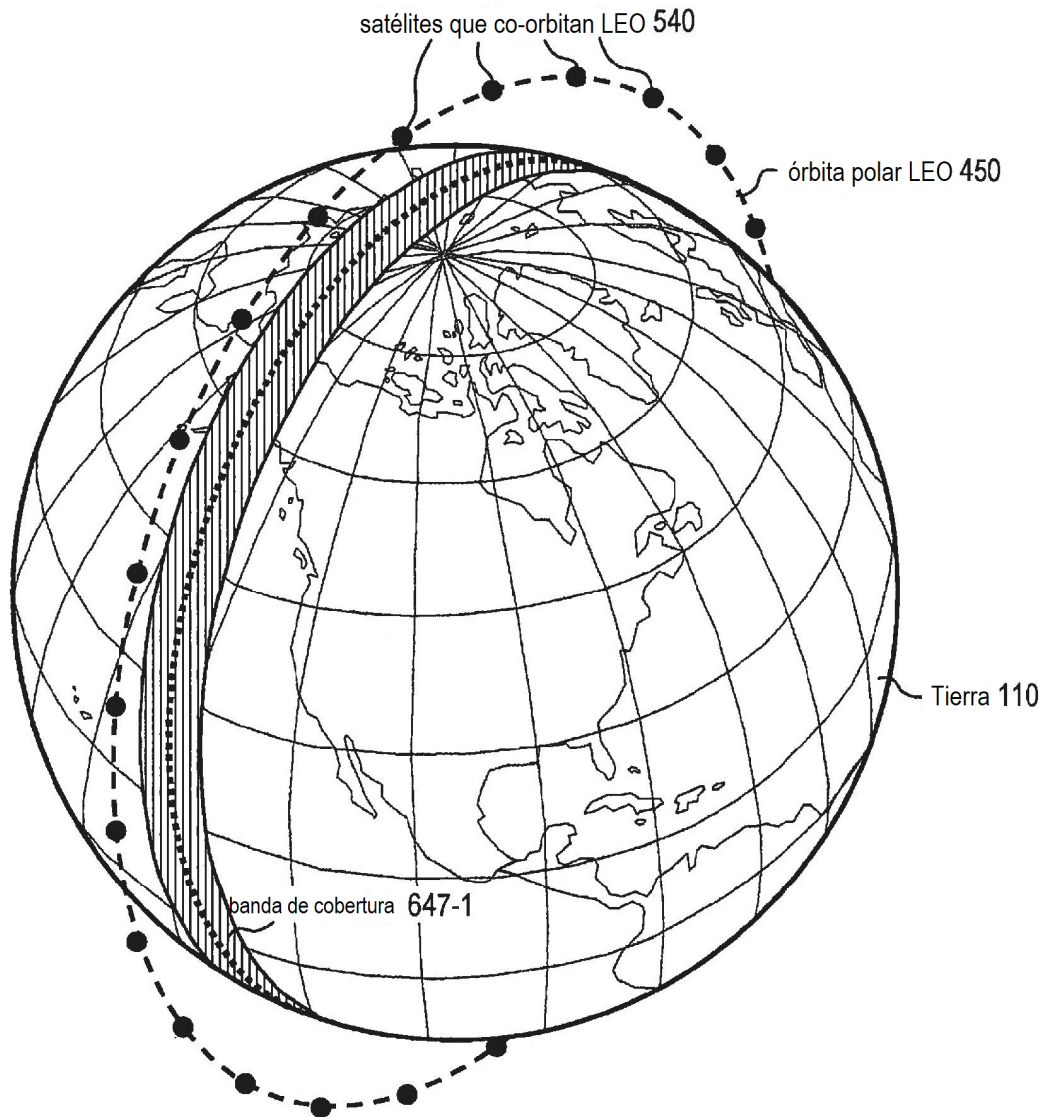 satélites que co-orbitan LEO 540
órbita polar LEO 450
Tierra 110
banda de cobertura 647-1